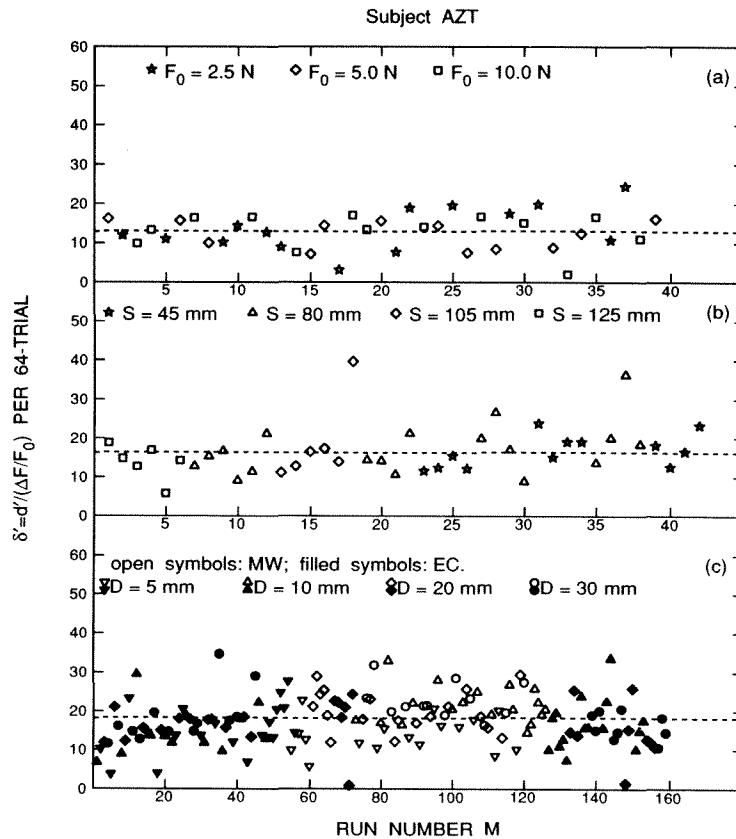 Subject AZT
60
50
40
30
20
10
0
★ F0 = 2.5 N ◇ F0 = 5.0 N □ F0 = 10.0 N
(a)
5 10 15 20 25 30 35 40
60
50
40
30
20
10
0
★ S = 45 mm △ S = 80 mm ◇ S = 105 mm □ S = 125 mm
(b)
5 10 15 20 25 30 35 40
60
50
40
30
20
10
0
open symbols: MW; filled symbols: EC.
(c)
D = 5 mm D = 10 mm D = 20 mm D = 30 mm
0 20 40 60 80 100 120 140 160
RUN NUMBER M
δ'=d'/(ΔF/F0) PER 64-TRIAL